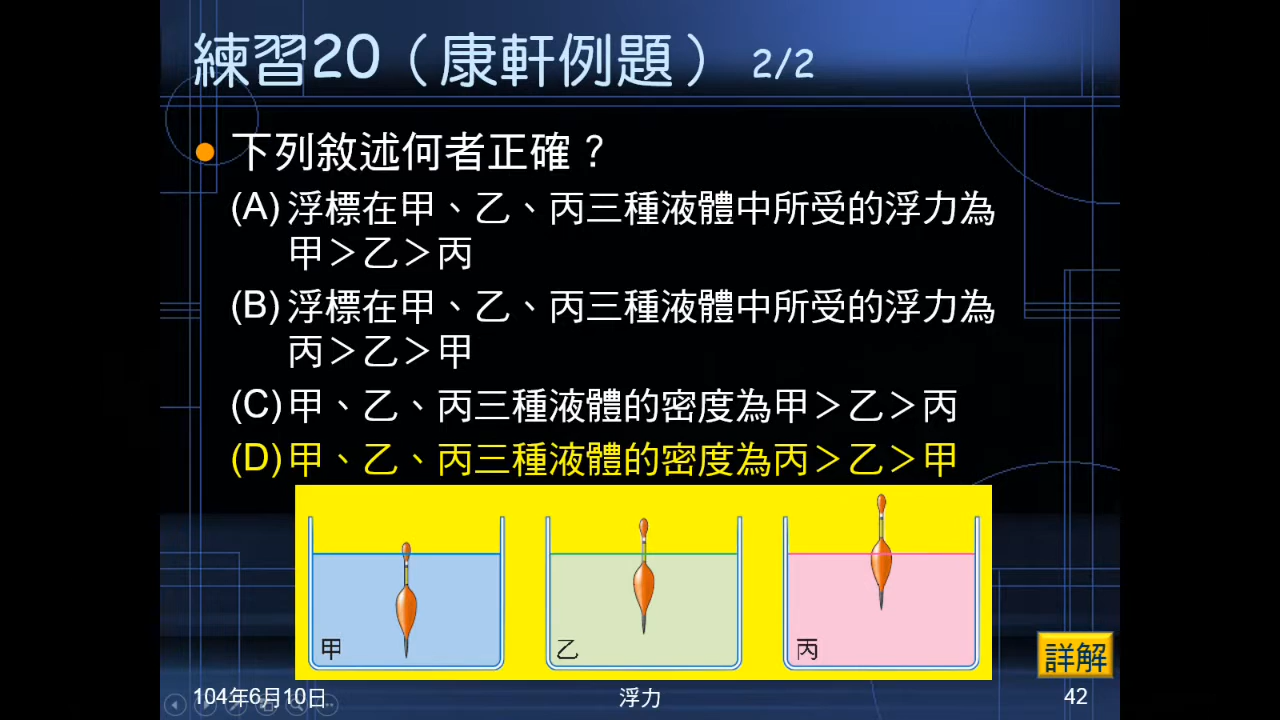 練習20（康軒例題） 2/2
下列敘述何者正確？
(A)浮標在甲、乙、丙三種液體中所受的浮力為
甲＞乙＞丙
(B)浮標在甲、乙、丙三種液體中所受的浮力為
丙＞乙＞甲
(C)甲、乙、丙三種液體的密度為甲＞乙＞丙
(D)甲、乙、丙三種液體的密度為丙＞乙＞甲
甲
乙
丙
詳解
104年6月10日
浮力
42